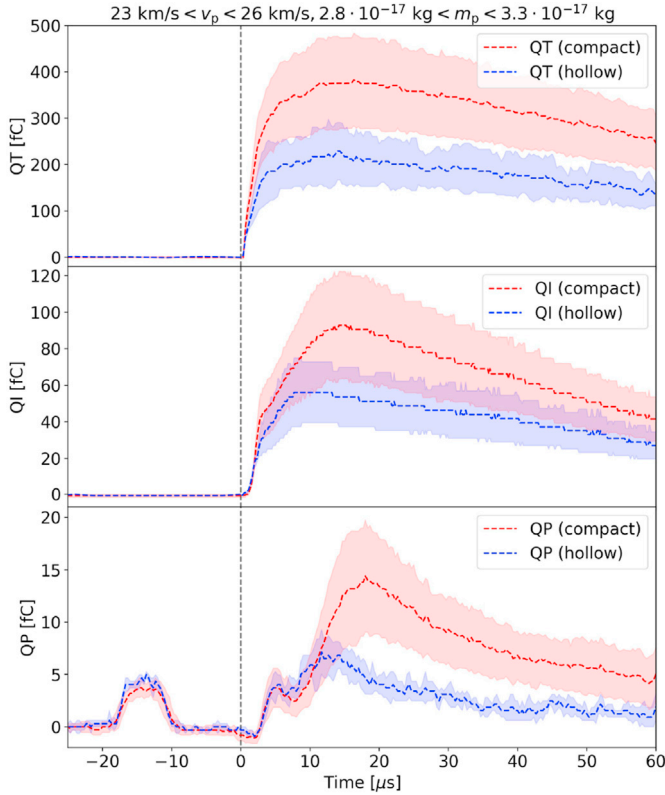 23 km/s < v_p < 26 km/s, 2.8 · 10⁻¹⁷ kg < m_p < 3.3 · 10⁻¹⁷ kg
500
400
300
200
100
0
QT [fC]
QT (compact)
QT (hollow)
120
100
80
60
40
20
0
QI [fC]
QI (compact)
QI (hollow)
20
15
10
5
0
QP [fC]
QP (compact)
QP (hollow)
−20 −10 0 10 20 30 40 50 60
Time [μs]